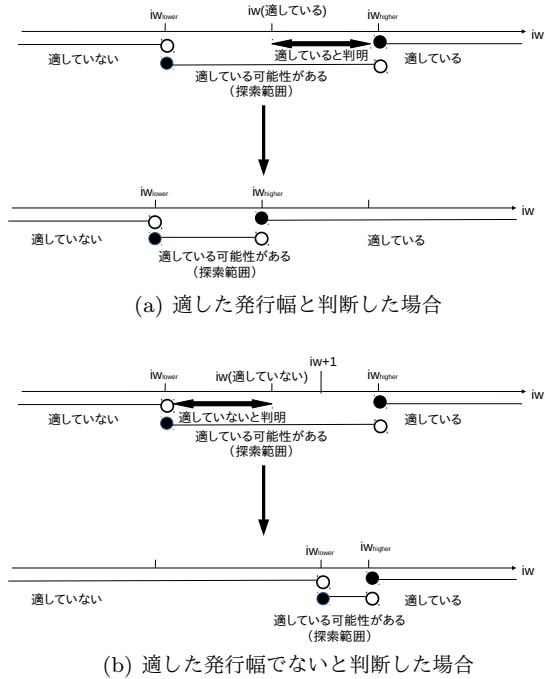 iwlower
iw(適している)
iwhigher
iw
適していない
適していると判明
適している
適している可能性がある
（探索範囲）
iwlower
iwhigher
iw
適していない
適している可能性がある
（探索範囲）
適している
(a) 適した発行幅と判断した場合
iw+1
iwlower
iw(適していない)
iwhigher
iw
適していない
適していないと判明
適している
適している可能性がある
（探索範囲）
iwlower
iwhigher
iw
適していない
適している
適している可能性がある
（探索範囲）
(b) 適した発行幅でないと判断した場合